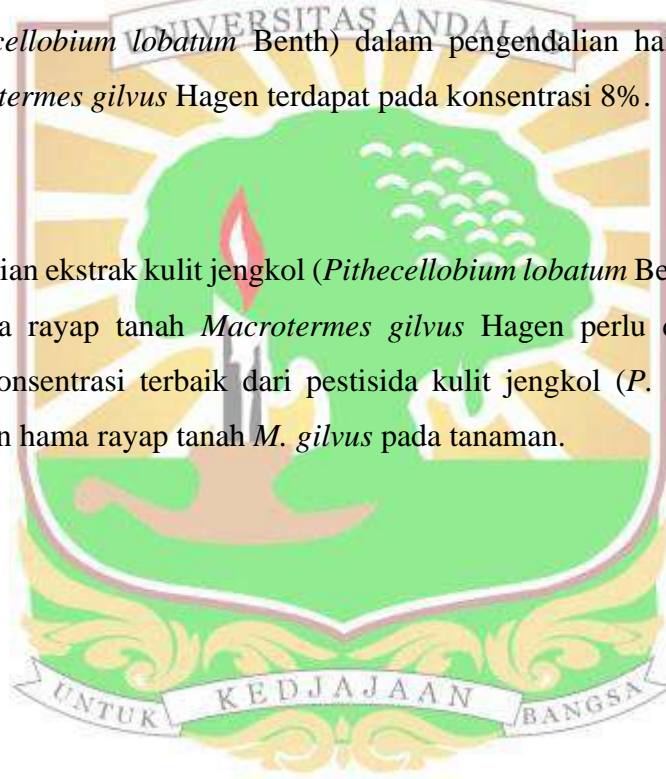 UNIVERSITAS ANDALAS
cellobium lobatum Benth) dalam pengendalian ha
termes gilvus Hagen terdapat pada konsentrasi 8%.
ian ekstrak kulit jengkol (Pithecellobium lobatum Be
a rayap tanah Macrotermes gilvus Hagen perlu
onsentrasi terbaik dari pestisida kulit jengkol (P.
n hama rayap tanah M. gilvus pada tanaman.
UNTUK KEDJAJAAN BANGSA